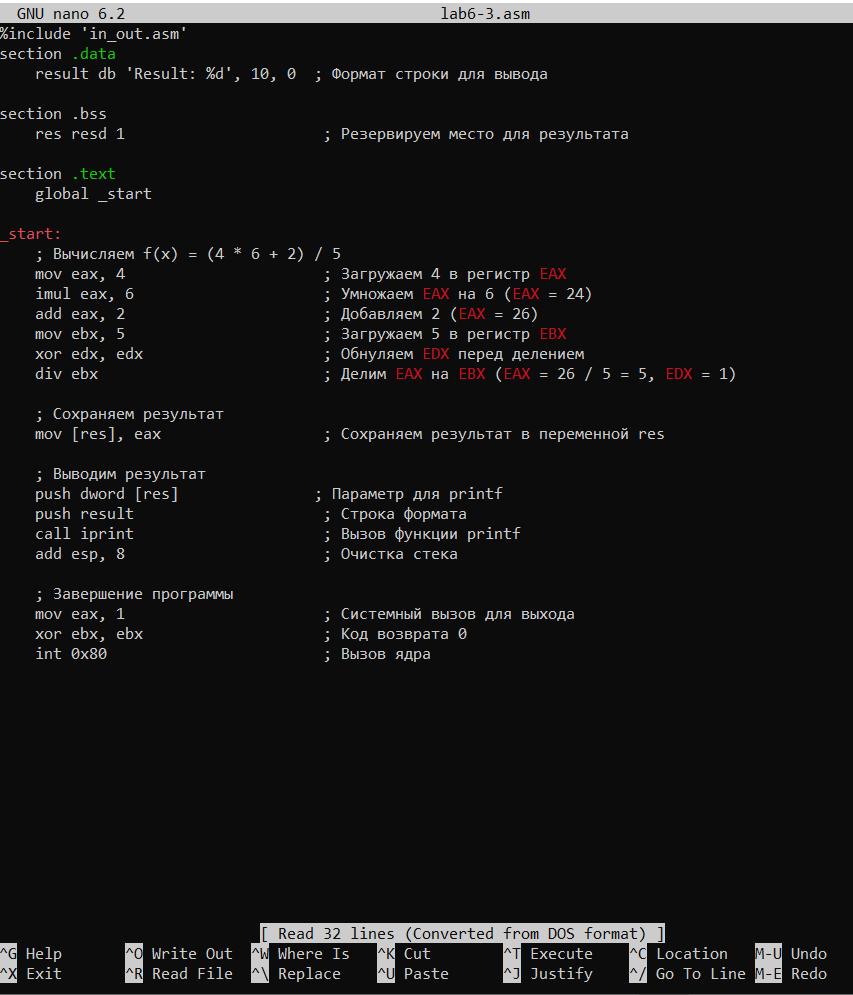 GNU nano 6.2 lab6-3.asm
%include 'in_out.asm'
section .data
result db 'Result: %d', 10, 0 ; Формат строки для вывода
section .bss
res resd 1 ; Резервируем место для результата
section .text
global _start
_start:
; Вычисляем f(x) = (4 * 6 + 2) / 5
mov eax, 4 ; Загружаем 4 в регистр EAX
imul eax, 6 ; Умножаем EAX на 6 (EAX = 24)
add eax, 2 ; Добавляем 2 (EAX = 26)
mov ebx, 5 ; Загружаем 5 в регистр EBX
xor edx, edx ; Обнуляем EDX перед делением
div ebx ; Делим EAX на EBX (EAX = 26 / 5 = 5, EDX = 1)
; Сохраняем результат
mov [res], eax ; Сохраняем результат в переменной res
; Выводим результат
push dword [res] ; Параметр для printf
push result ; Строка формата
call iprint ; Вызов функции printf
add esp, 8 ; Очистка стека
; Завершение программы
mov eax, 1 ; Системный вызов для выхода
xor ebx, ebx ; Код возврата 0
int 0x80 ; Вызов ядра
[ Read 32 lines (Converted from DOS format) ]
^G Help ^O Write Out ^W Where Is ^K Cut ^T Execute ^C Location M-U Undo
^X Exit ^R Read File ^\ Replace ^U Paste ^J Justify ^/ Go To Line M-E Redo